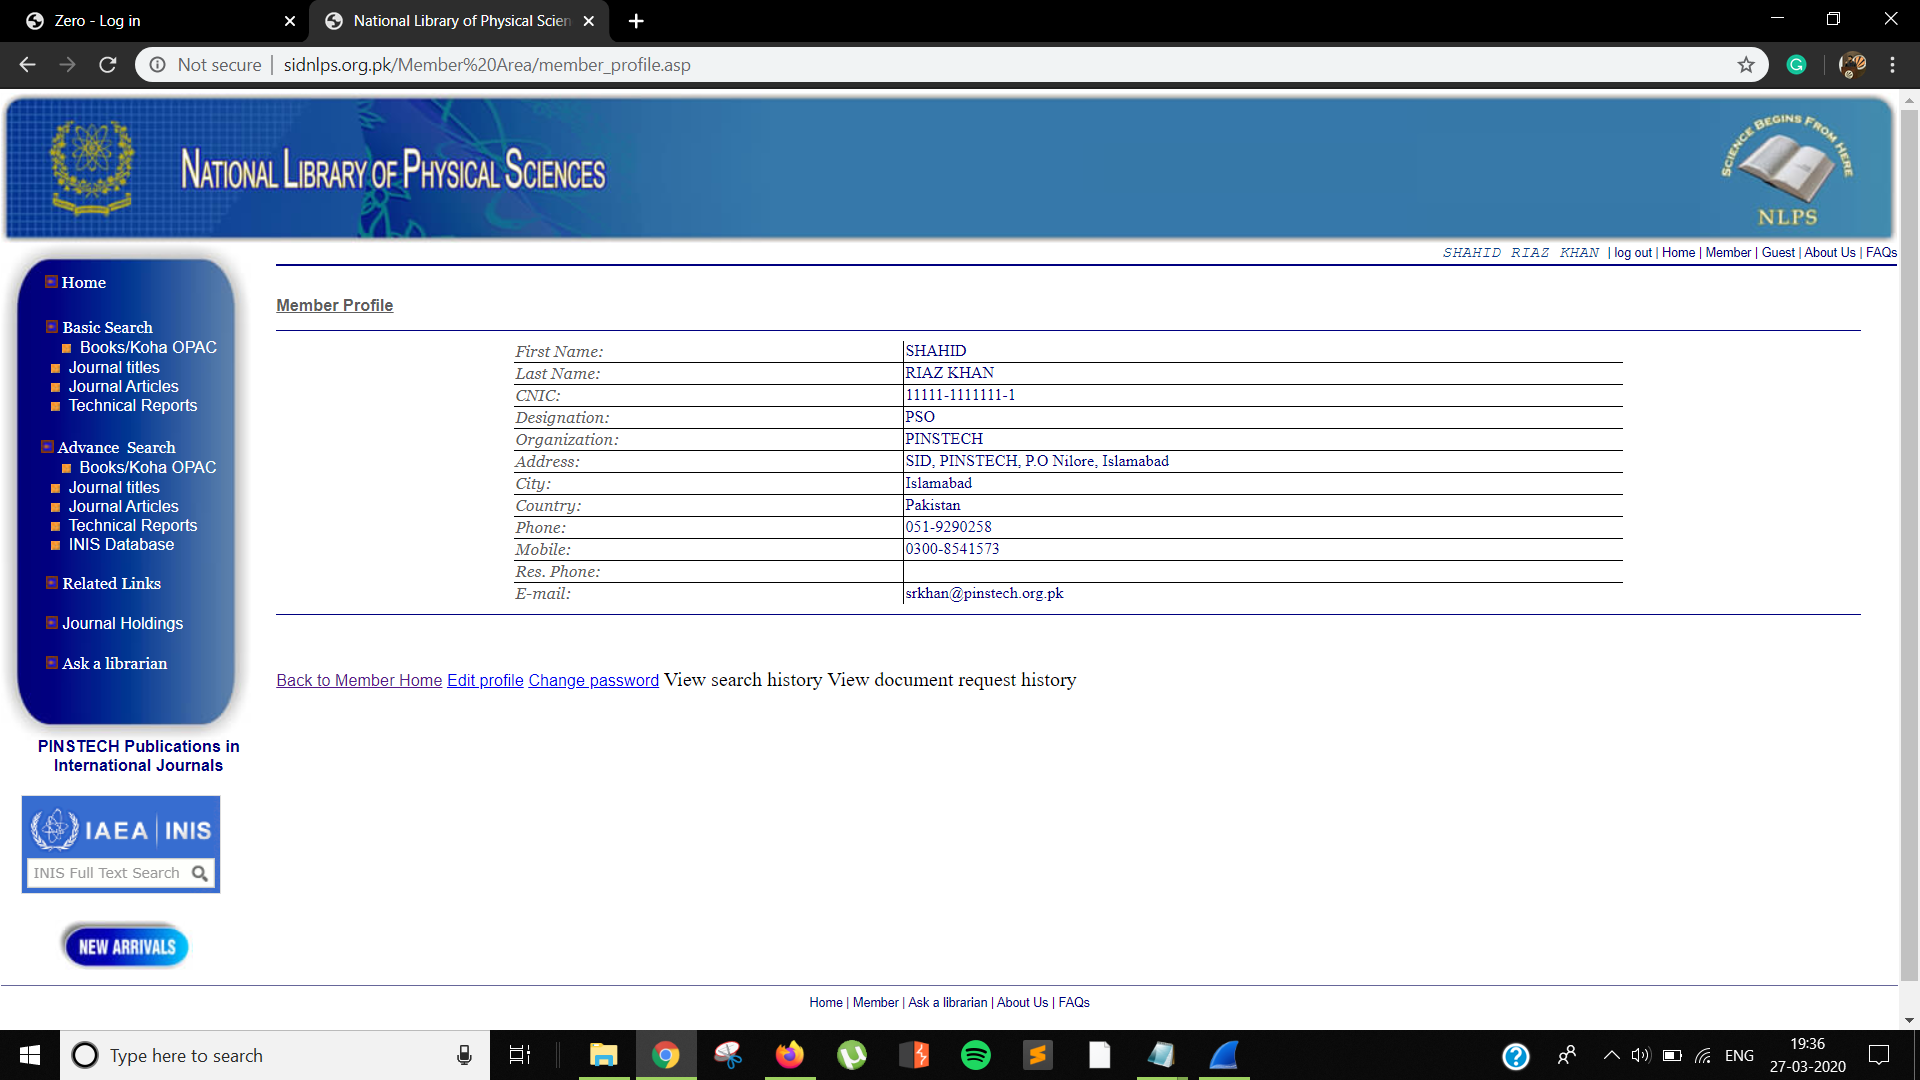 Zero - Log in
National Library of Physical Scien
Not secure | sidnlps.org.pk/Member%20Area/member_profile.asp
NATIONAL LIBRARY OF PHYSICAL SCIENCES
SCIENCE BEGINS FROM HERE
NLPS
SHAHID RIAZ KHAN | log out | Home | Member | Guest | About Us | FAQs
Home
Basic Search
Books/Koha OPAC
Journal titles
Journal Articles
Technical Reports
Advance Search
Books/Koha OPAC
Journal titles
Journal Articles
Technical Reports
INIS Database
Related Links
Journal Holdings
Ask a librarian
PINSTECH Publications in
International Journals
IAEA | INIS
INIS Full Text Search
NEW ARRIVALS
Member Profile
First Name: SHAHID
Last Name: RIAZ KHAN
CNIC: 11111-1111111-1
Designation: PSO
Organization: PINSTECH
Address: SID, PINSTECH, P.O Nilore, Islamabad
City: Islamabad
Country: Pakistan
Phone: 051-9290258
Mobile: 0300-8541573
Res. Phone:
E-mail: srkhan@pinstech.org.pk
Back to Member Home Edit profile Change password View search history View document request history
Home | Member | Ask a librarian | About Us | FAQs
Type here to search
ENG
19:36
27-03-2020